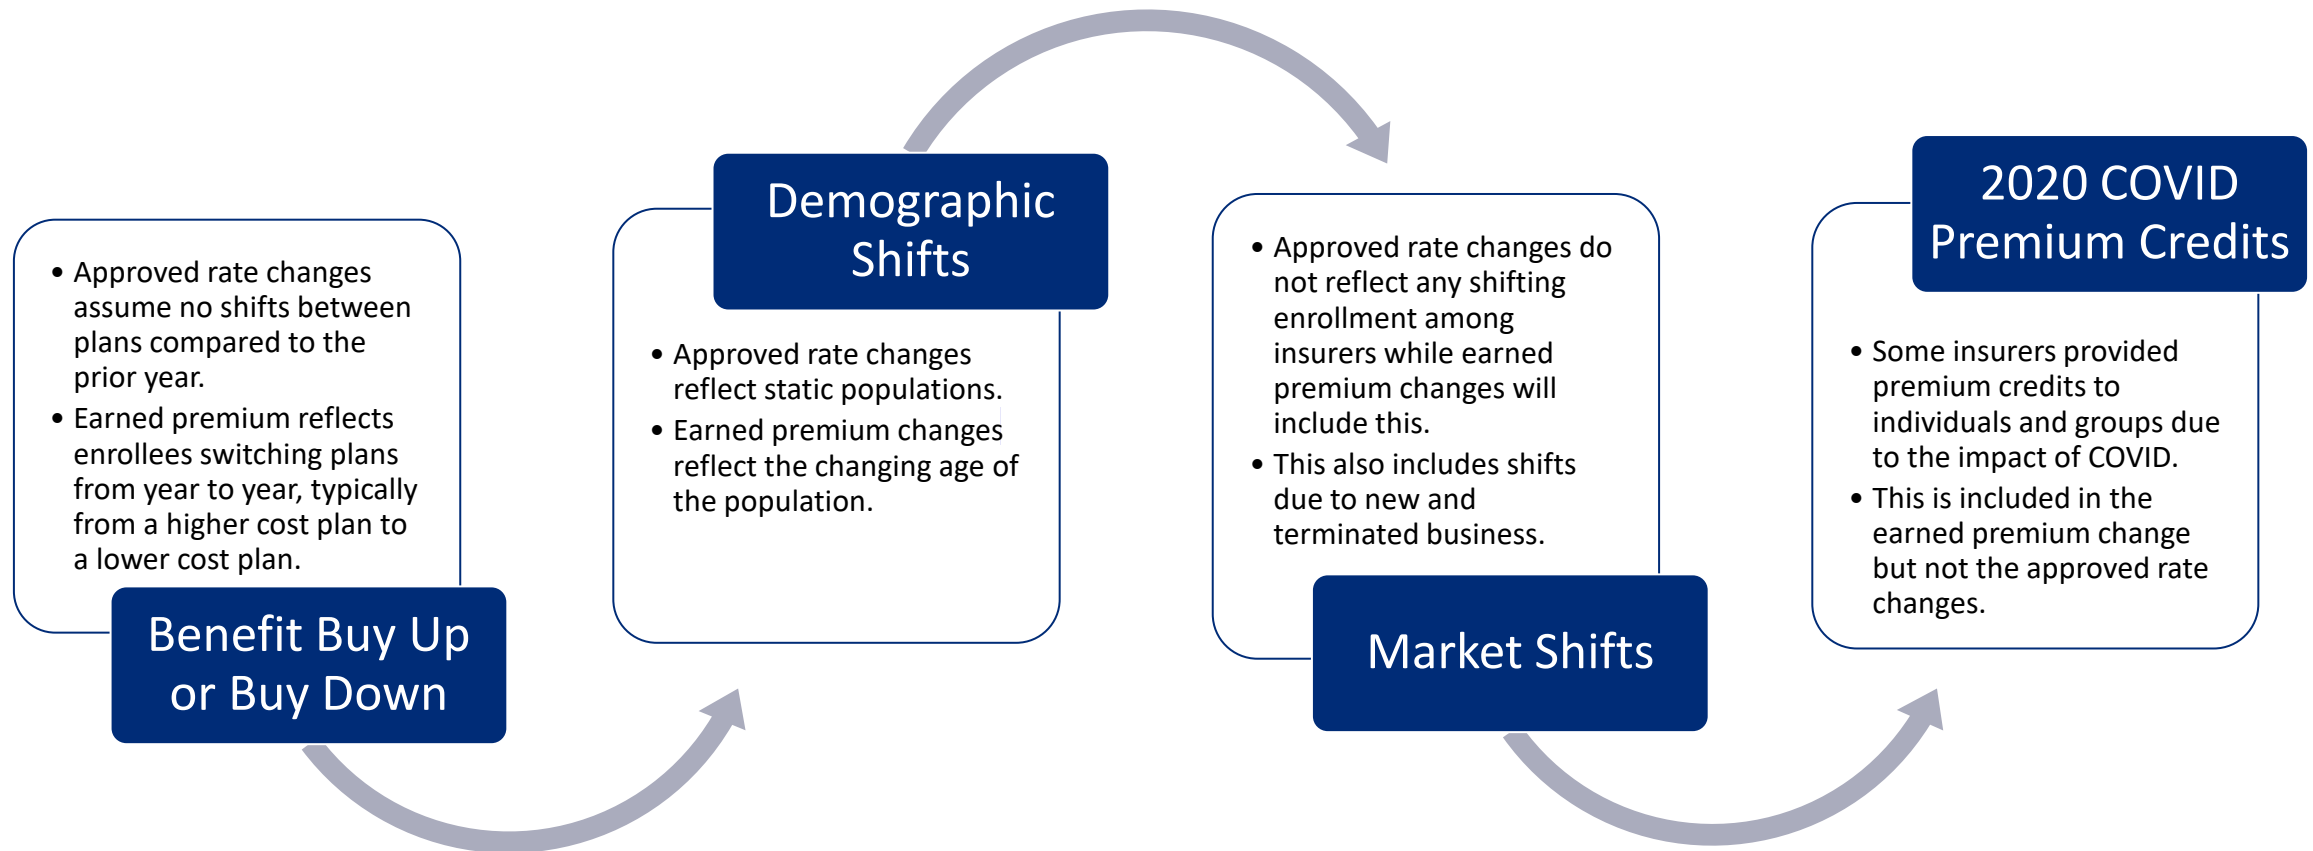 • Approved rate changes
assume no shifts between
plans compared to the
prior year.
• Earned premium reflects
enrollees switching plans
from year to year, typically
from a higher cost plan to
a lower cost plan.
Benefit Buy Up
or Buy Down
Demographic
Shifts
• Approved rate changes
reflect static populations.
• Earned premium changes
reflect the changing age of
the population.
• Approved rate changes do
not reflect any shifting
enrollment among
insurers while earned
premium changes will
include this.
• This also includes shifts
due to new and
terminated business.
Market Shifts
2020 COVID
Premium Credits
• Some insurers provided
premium credits to
individuals and groups due
to the impact of COVID.
• This is included in the
earned premium change
but not the approved rate
changes.